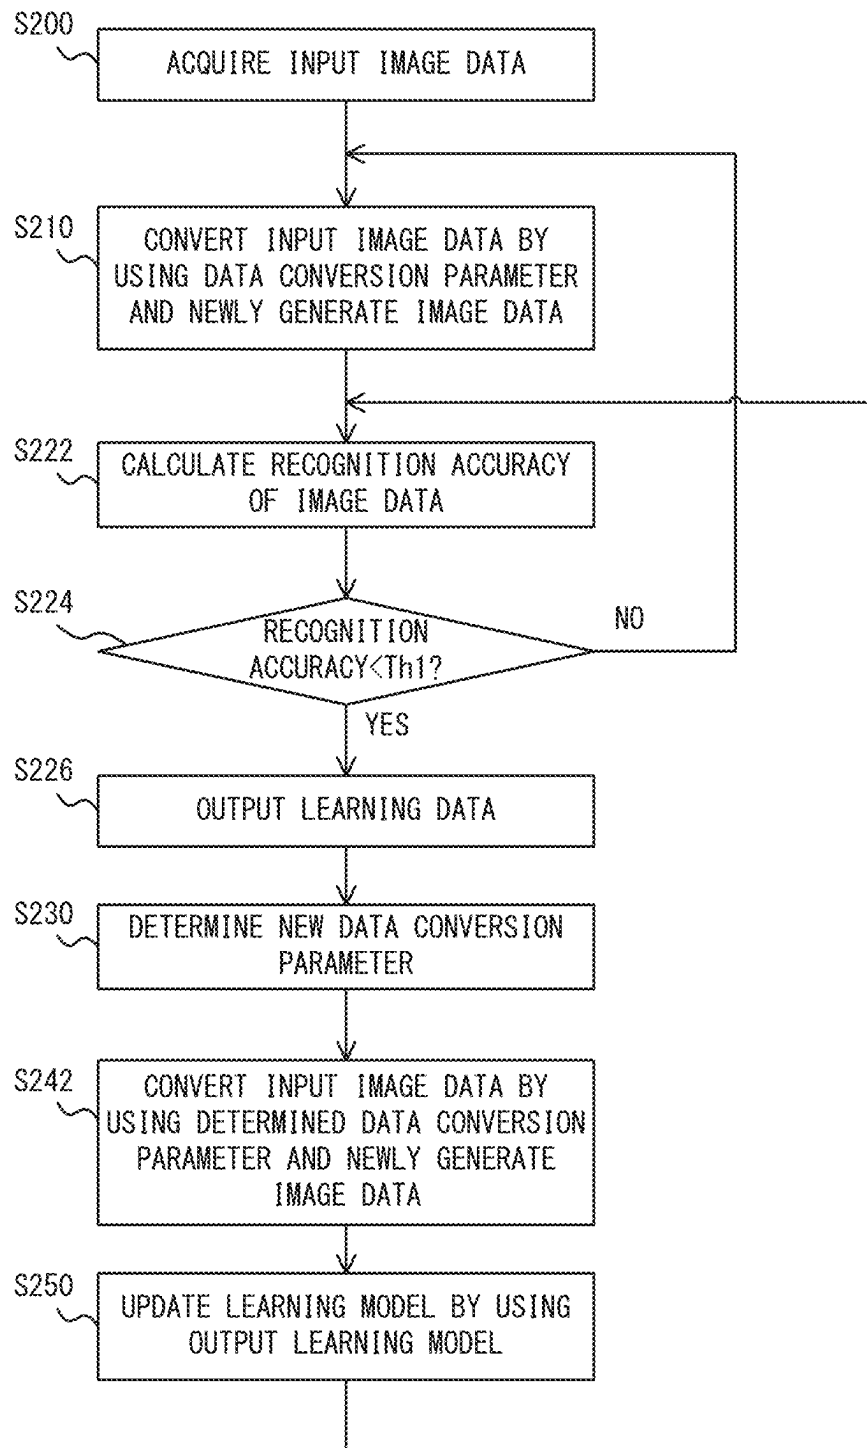 S200
ACQUIRE INPUT IMAGE DATA
S210
CONVERT INPUT IMAGE DATA BY
USING DATA CONVERSION PARAMETER
AND NEWLY GENERATE IMAGE DATA
S222
CALCULATE RECOGNITION ACCURACY
OF IMAGE DATA
S224
RECOGNITION
ACCURACY<Th1?
NO
YES
S226
OUTPUT LEARNING DATA
S230
DETERMINE NEW DATA CONVERSION
PARAMETER
S242
CONVERT INPUT IMAGE DATA BY
USING DETERMINED DATA CONVERSION
PARAMETER AND NEWLY GENERATE
IMAGE DATA
S250
UPDATE LEARNING MODEL BY USING
OUTPUT LEARNING MODEL